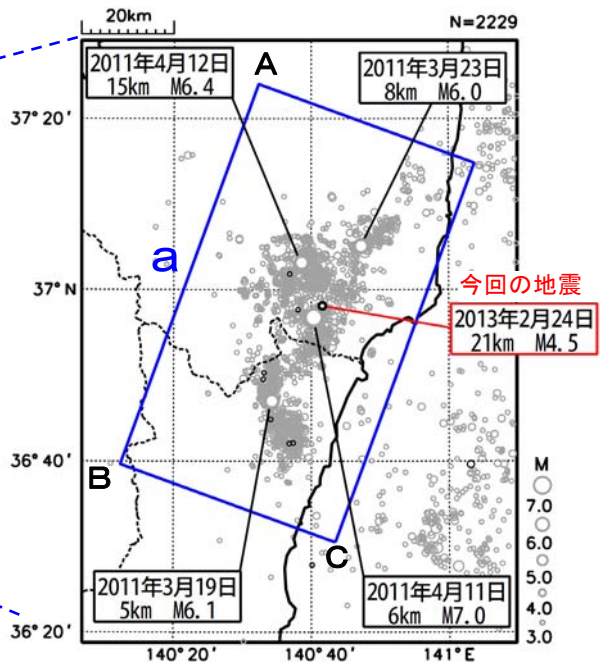 20km
N=2229
2011年4月12日
15km M6.4
A
2011年3月23日
8km M6.0
37° 20′
a
37° N
今回の地震
2013年2月24日
21km M4.5
36° 40′
B
C
M
7.0
6.0
5.0
4.0
3.0
2011年3月19日
5km M6.1
2011年4月11日
6km M7.0
36° 20′
140° 20′
140° 40′
141° E